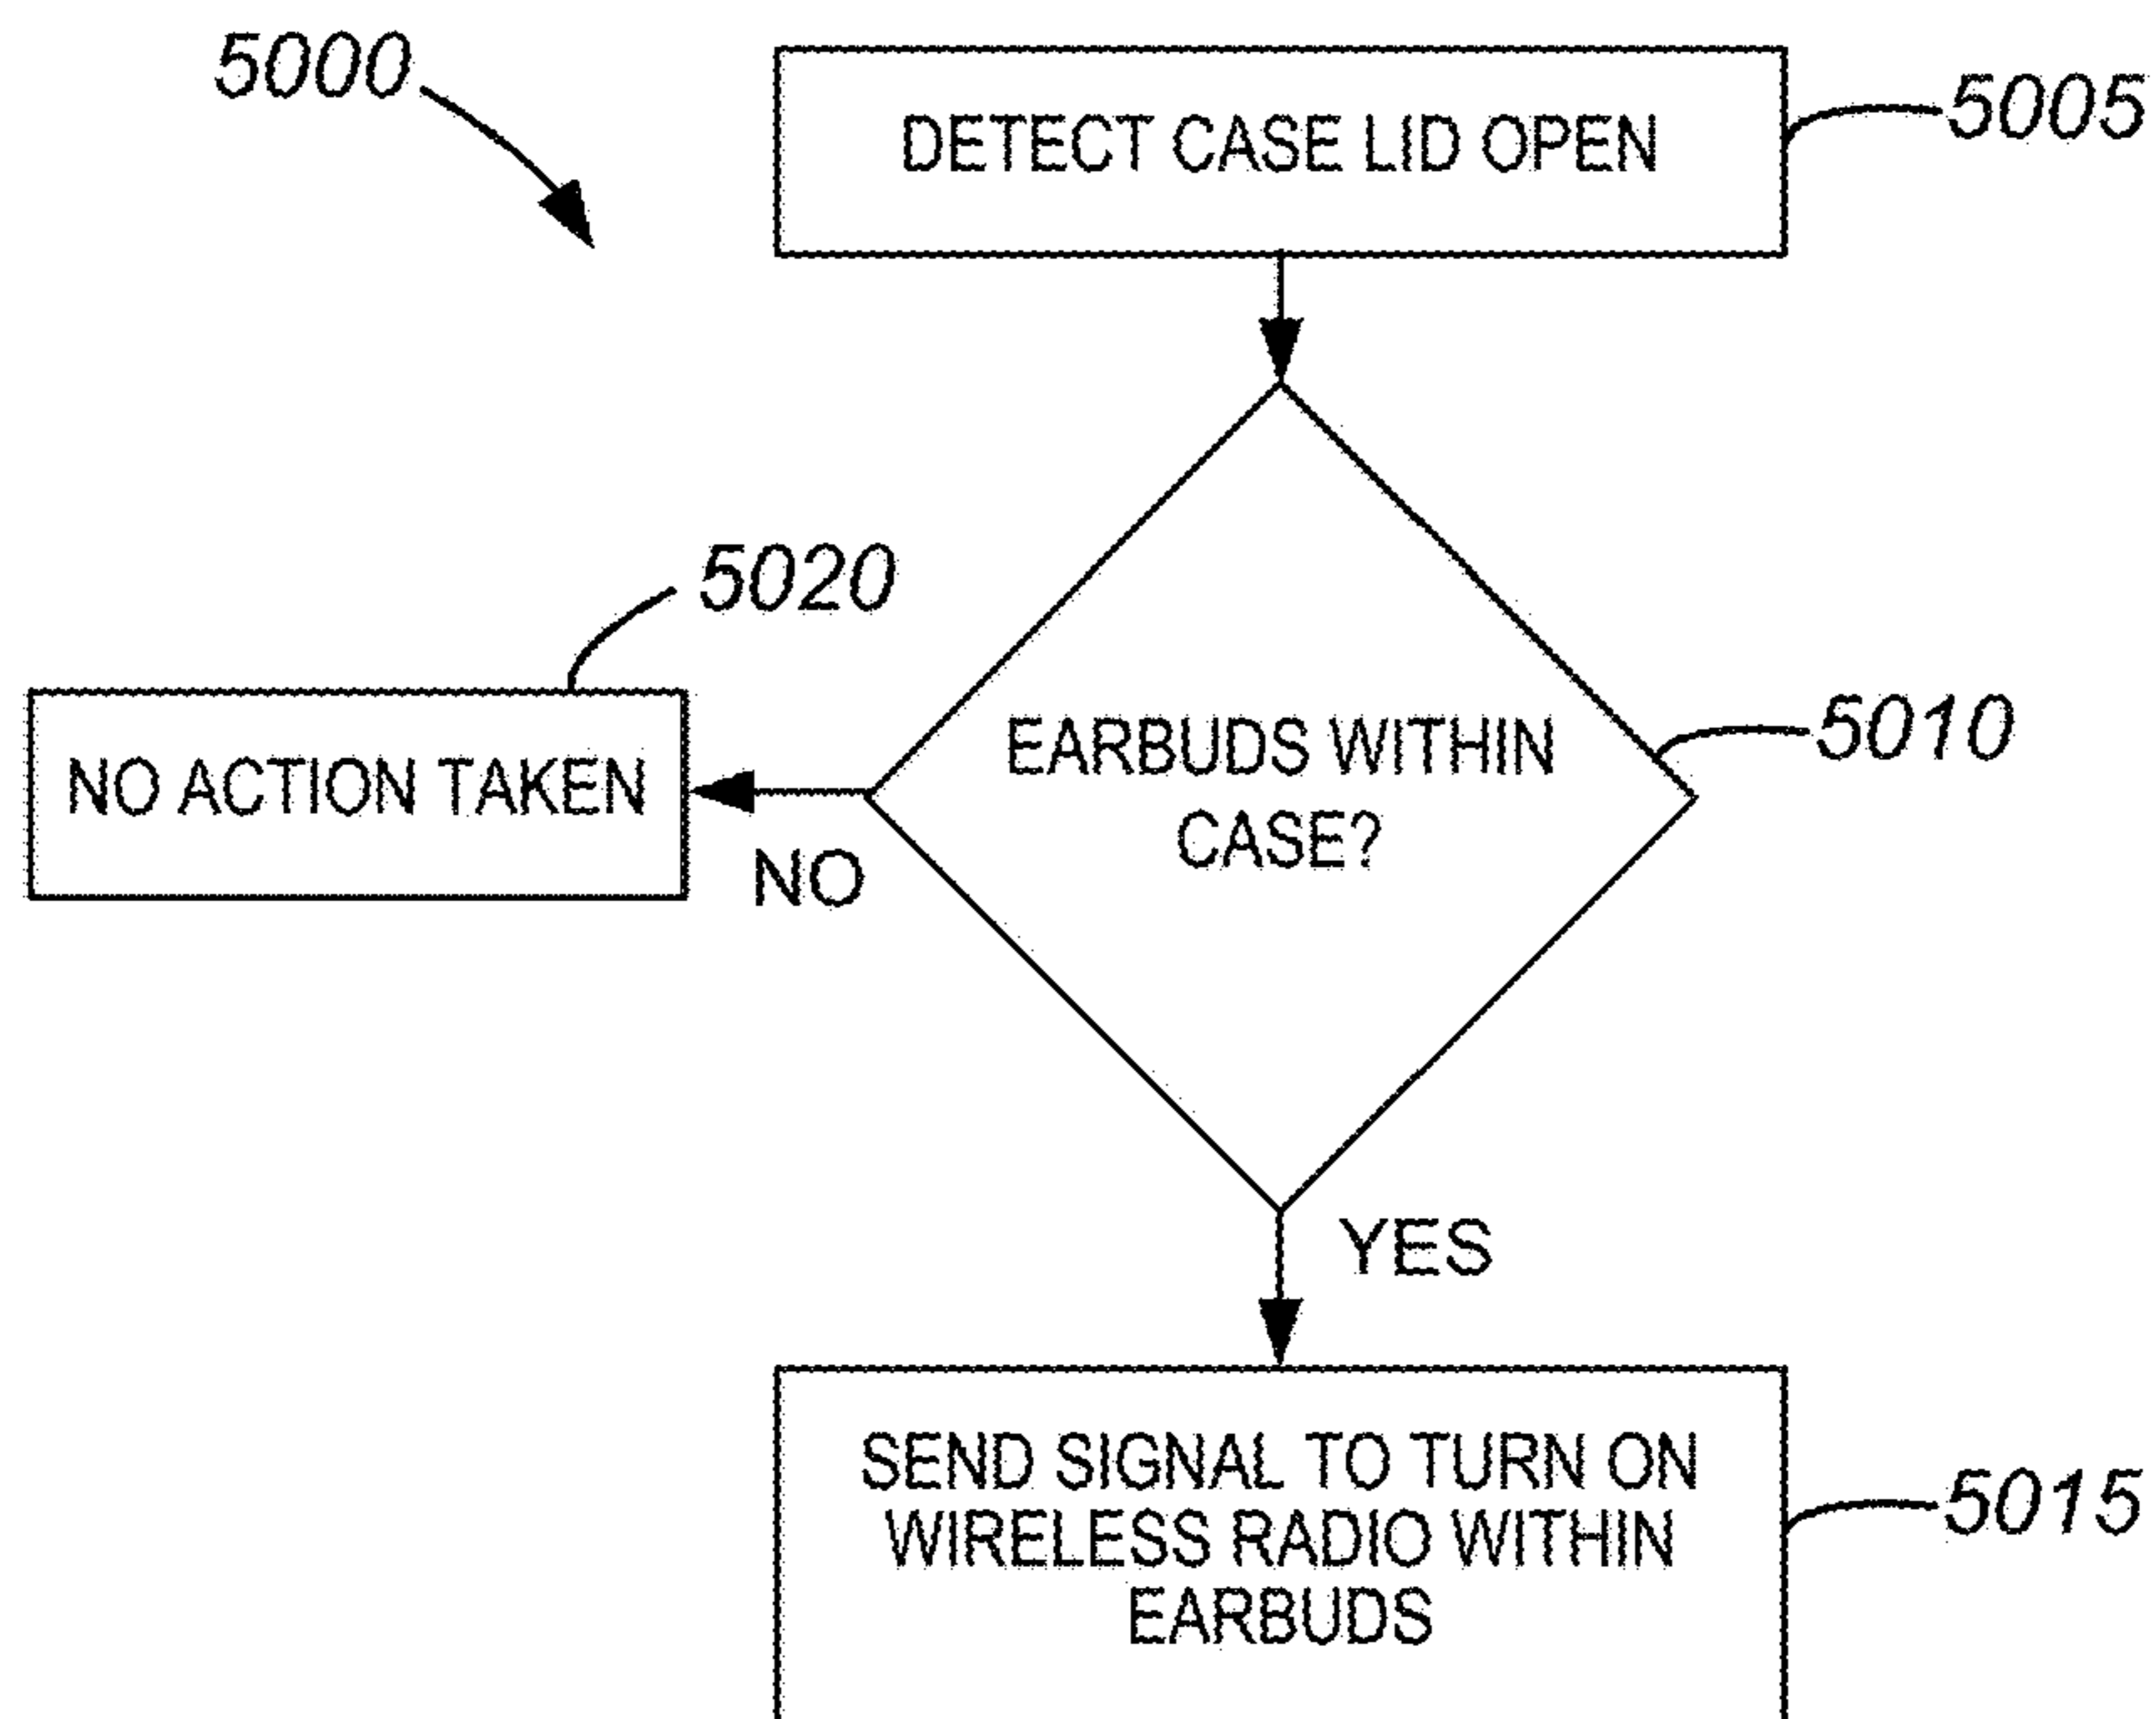 5000
DETECT CASE LID OPEN
5005
5020
NO ACTION TAKEN
NO
EARBUDS WITHIN
CASE?
5010
YES
SEND SIGNAL TO TURN ON
WIRELESS RADIO WITHIN
EARBUDS
5015